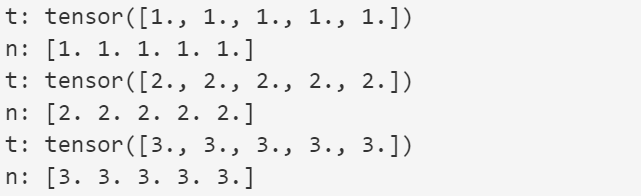 t: tensor([1., 1., 1., 1., 1.])
n: [1. 1. 1. 1. 1.]
t: tensor([2., 2., 2., 2., 2.])
n: [2. 2. 2. 2. 2.]
t: tensor([3., 3., 3., 3., 3.])
n: [3. 3. 3. 3. 3.]